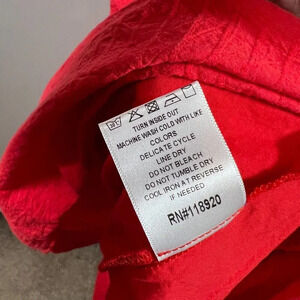 TURN INSIDE OUT
MACHINE WASH COLD WITH LIKE
COLORS
DELICATE CYCLE
LINE DRY
DO NOT BLEACH
DO NOT TUMBLE DRY
COOL IRON AT REVERSE
IF NEEDED
RN#118920